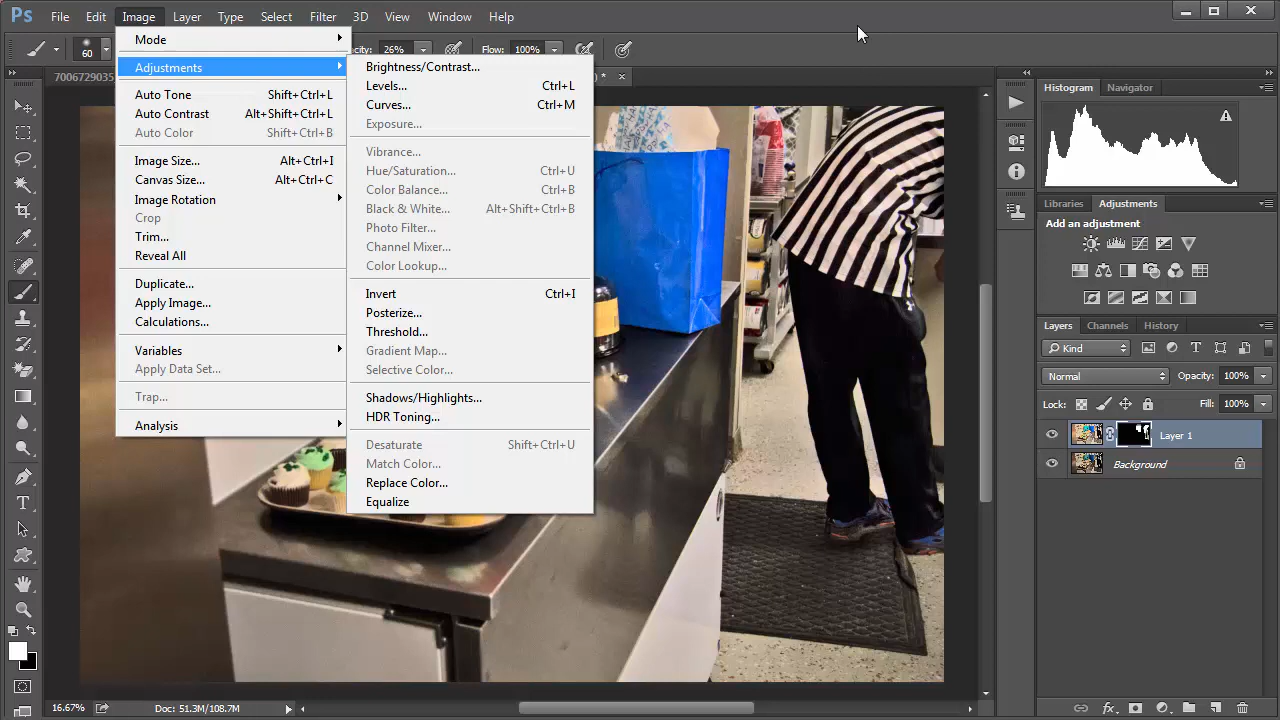 Ps File Edit Image Layer Type Select Filter 3D View Window Help
60 26% Flow: 100%
Mode
Adjustments
Auto Tone Shift+Ctrl+L
Auto Contrast Alt+Shift+Ctrl+L
Auto Color Shift+Ctrl+B
Image Size... Alt+Ctrl+I
Canvas Size... Alt+Ctrl+C
Image Rotation
Crop
Trim...
Reveal All
Duplicate...
Apply Image...
Calculations...
Variables
Apply Data Set...
Trap...
Analysis
Brightness/Contrast...
Levels... Ctrl+L
Curves... Ctrl+M
Exposure...
Vibrance...
Hue/Saturation... Ctrl+U
Color Balance... Ctrl+B
Black & White... Alt+Shift+Ctrl+B
Photo Filter...
Channel Mixer...
Color Lookup...
Invert Ctrl+I
Posterize...
Threshold...
Gradient Map...
Selective Color...
Shadows/Highlights...
HDR Toning...
Desaturate Shift+Ctrl+U
Match Color...
Replace Color...
Equalize
Histogram Navigator
Libraries Adjustments
Add an adjustment
Layers Channels History
Kind
Normal Opacity: 100%
Lock: Fill: 100%
Layer 1
Background
16.67% Doc: 51.3M/108.7M